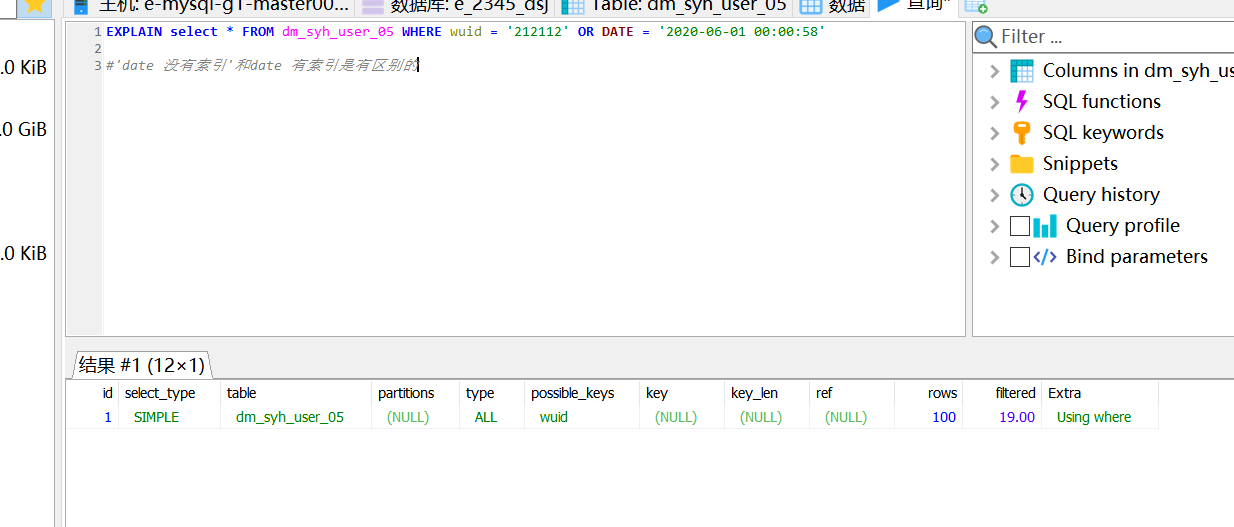 主机: e-mysql-g1-master00... 数据库: e_2345_dsj Table: dm_syh_user_05 数据 查询*
1 EXPLAIN select * FROM dm_syh_user_05 WHERE wuid = '212112' OR DATE = '2020-06-01 00:00:58'
2
3 #'date 没有索引'和date 有索引是有区别的
.0 KiB
.0 GiB
.0 KiB
Filter ...
Columns in dm_syh_us
SQL functions
SQL keywords
Snippets
Query history
Query profile
Bind parameters
结果 #1 (12×1)
id select_type table partitions type possible_keys key key_len ref rows filtered Extra
1 SIMPLE dm_syh_user_05 (NULL) ALL wuid (NULL) (NULL) (NULL) 100 19.00 Using where